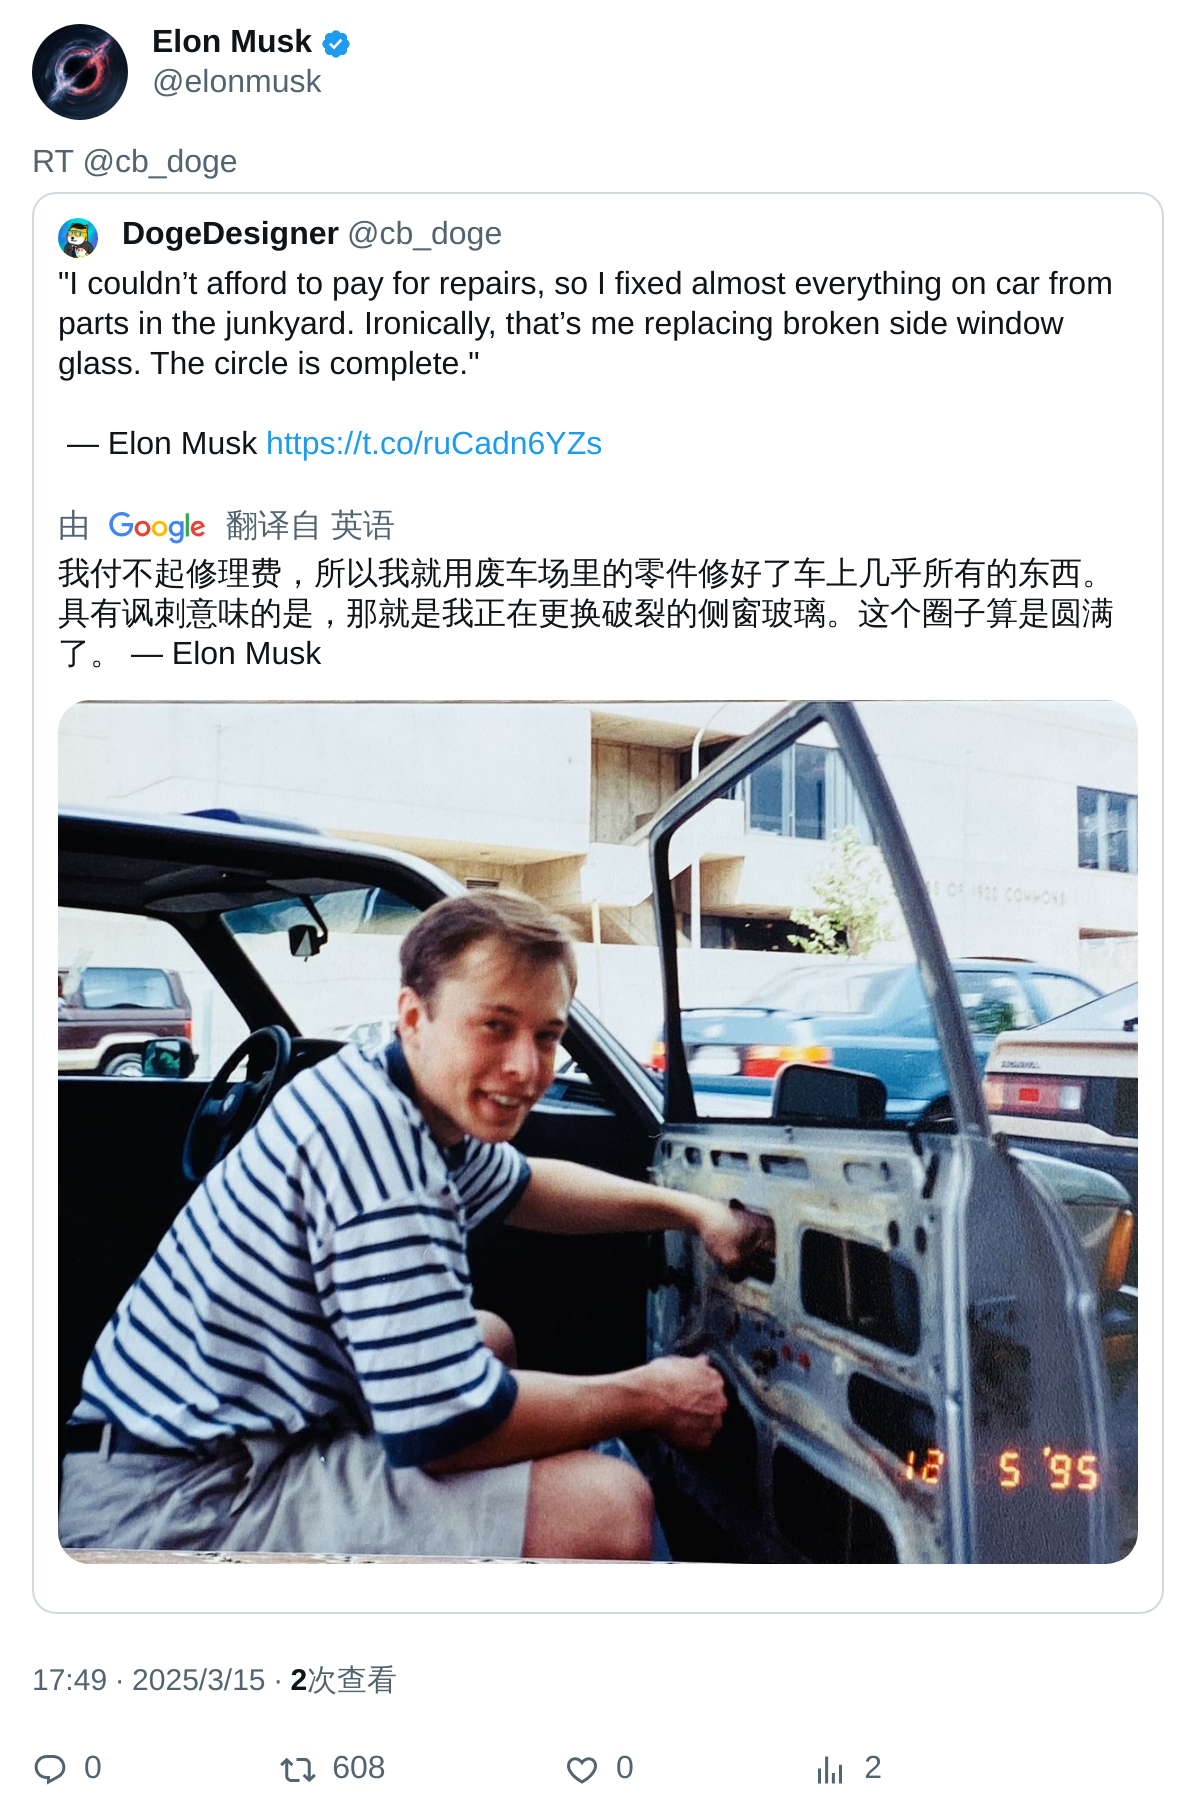 Elon Musk
@elonmusk
RT @cb_doge
DogeDesigner @cb_doge
"I couldn’t afford to pay for repairs, so I fixed almost everything on car from
parts in the junkyard. Ironically, that’s me replacing broken side window
glass. The circle is complete."
— Elon Musk https://t.co/ruCadn6YZs
由 Google 翻译自 英语
我付不起修理费，所以我就用废车场里的零件修好了车上几乎所有的东西。
具有讽刺意味的是，那就是我正在更换破裂的侧窗玻璃。这个圈子算是圆满
了。 — Elon Musk
OF 1922 COMMONS
12 5 '95
17:49 · 2025/3/15 · 2次查看
0 608 0 2